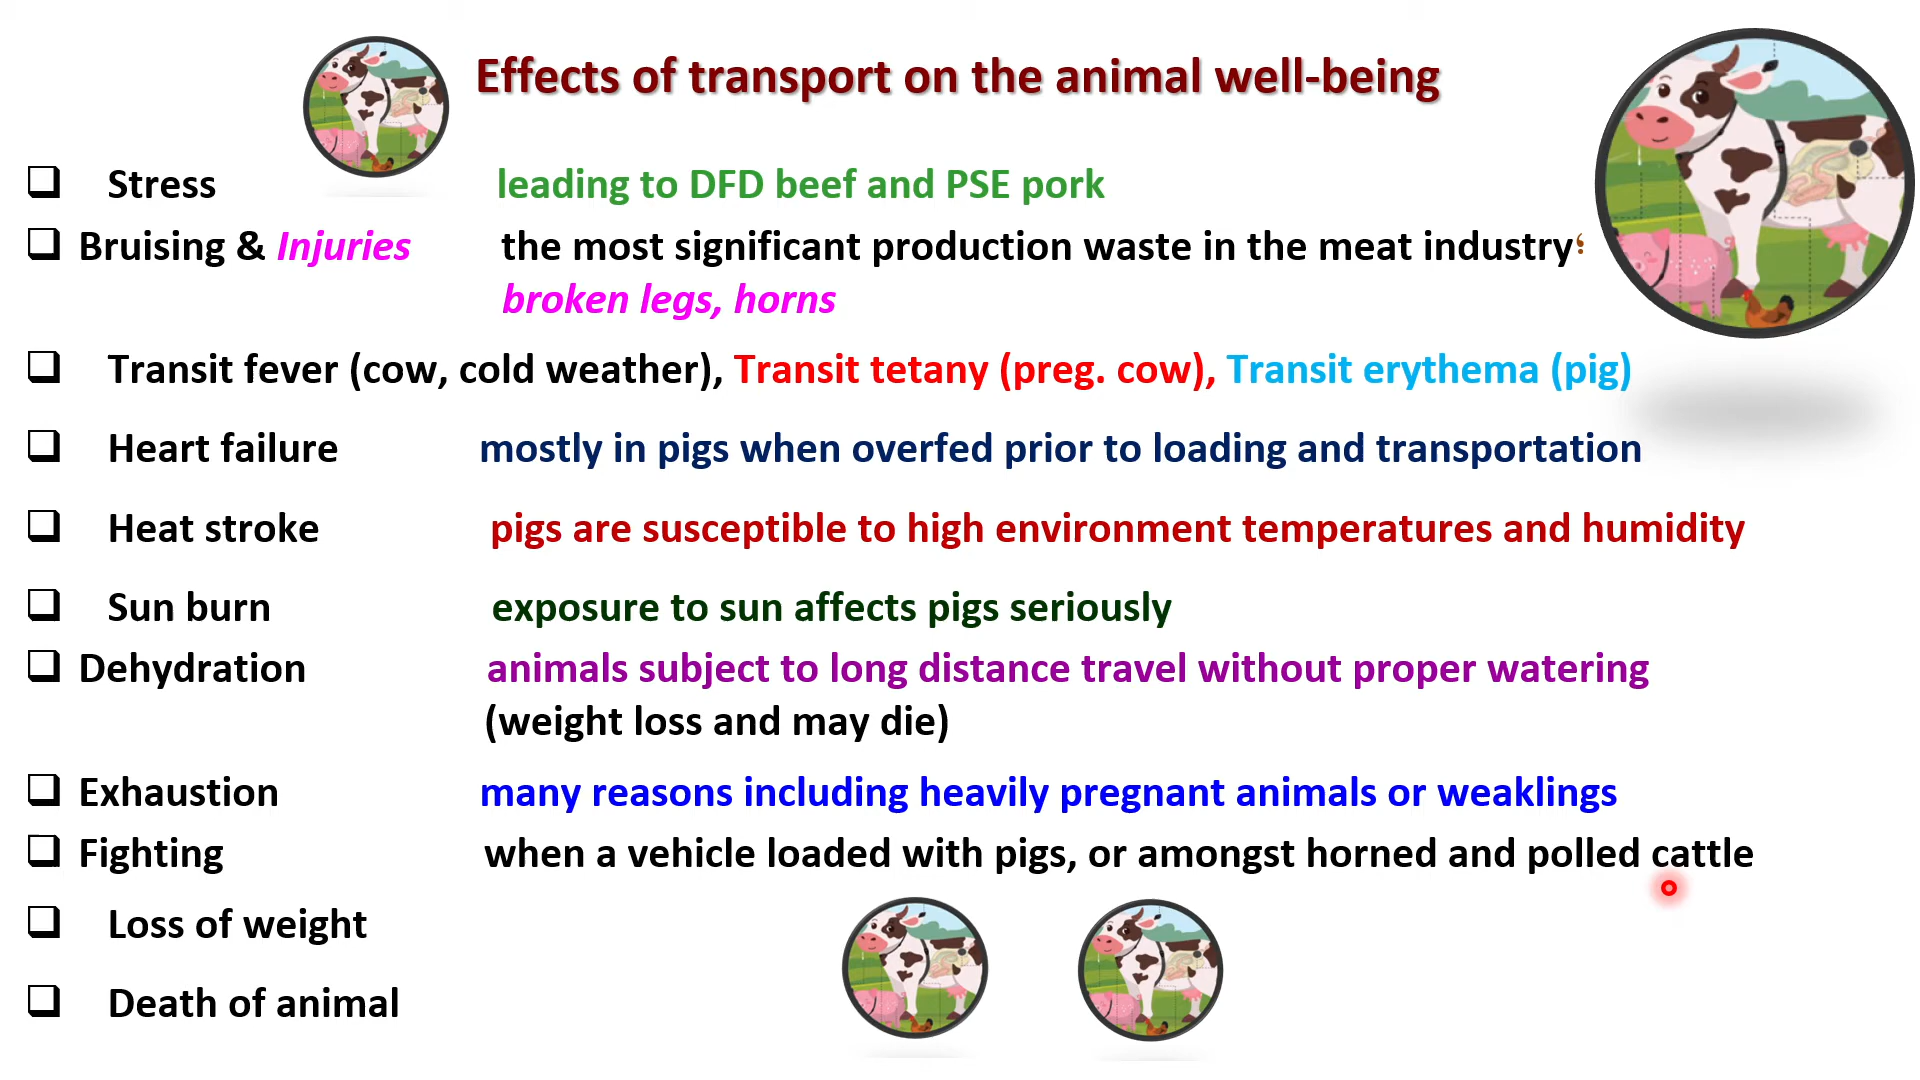 Effects of transport on the animal well-being
Stress leading to DFD beef and PSE pork
Bruising & Injuries the most significant production waste in the meat industry؛
broken legs, horns
Transit fever (cow, cold weather), Transit tetany (preg. cow), Transit erythema (pig)
Heart failure mostly in pigs when overfed prior to loading and transportation
Heat stroke pigs are susceptible to high environment temperatures and humidity
Sun burn exposure to sun affects pigs seriously
Dehydration animals subject to long distance travel without proper watering
(weight loss and may die)
Exhaustion many reasons including heavily pregnant animals or weaklings
Fighting when a vehicle loaded with pigs, or amongst horned and polled cattle
Loss of weight
Death of animal